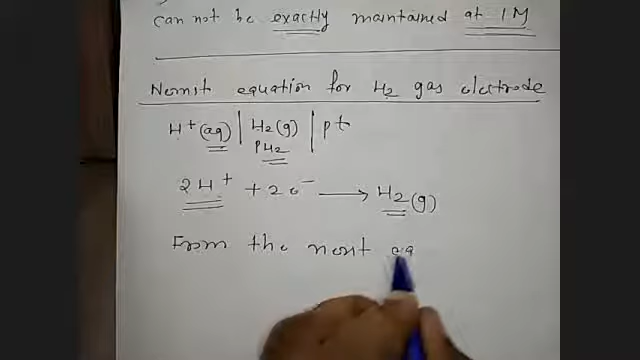 can not be exactly maintained at 1M
Nernst equation for H2 gas electrode
H+(aq) | H2(g) | pt
PH2
2H+ + 2e- ⟶ H2(g)
From the nernst eq